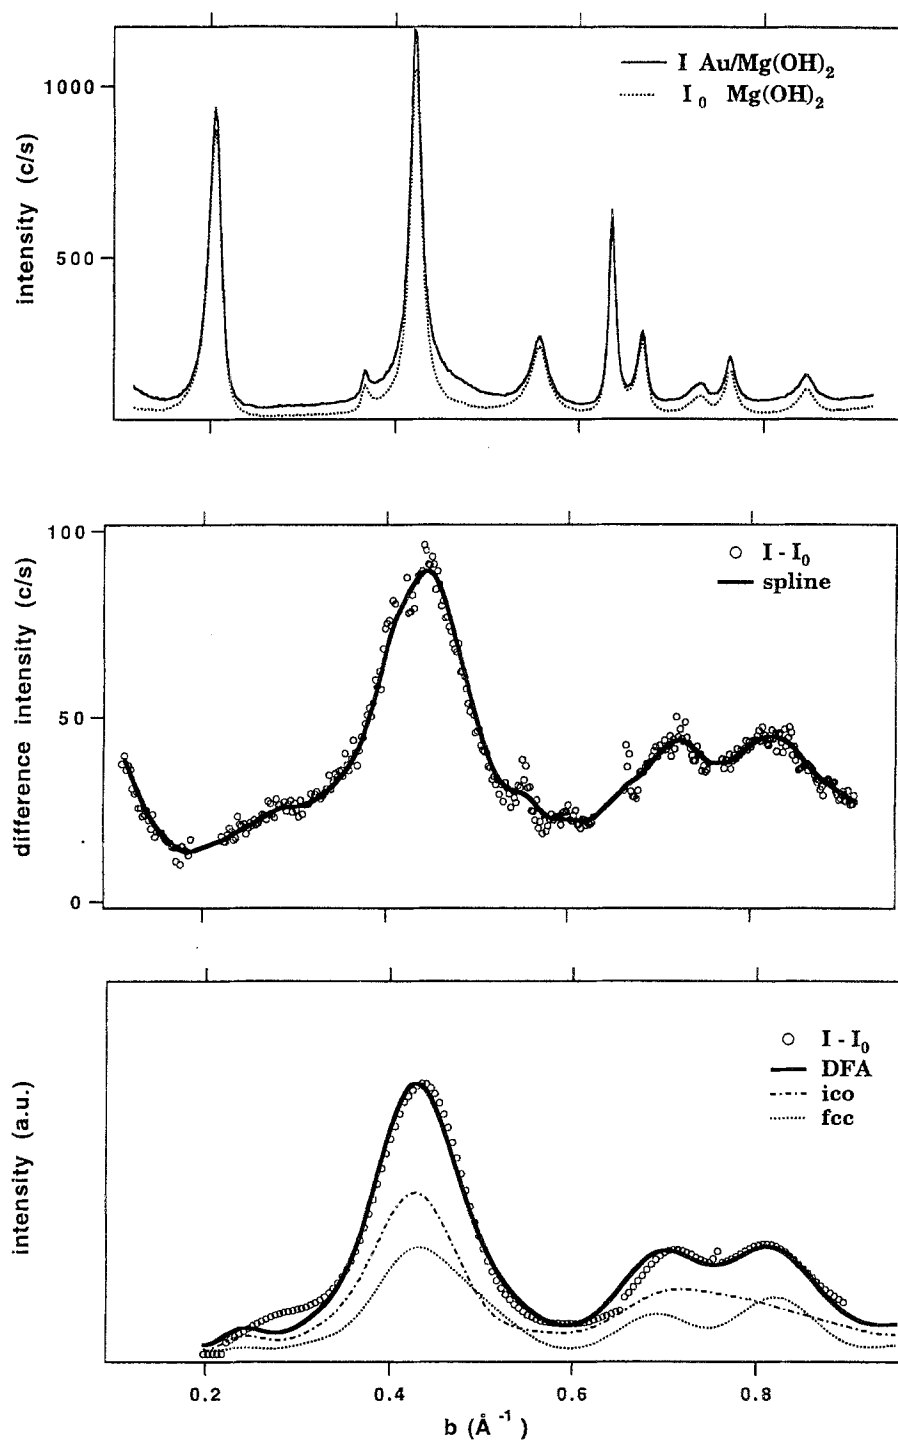 I Au/Mg(OH)₂
I₀ Mg(OH)₂
1000
500
intensity (c/s)
100
50
0
difference intensity (c/s)
I - I₀
spline
I - I₀
DFA
ico
fcc
intensity (a.u.)
0.2 0.4 0.6 0.8
b (Å⁻¹)